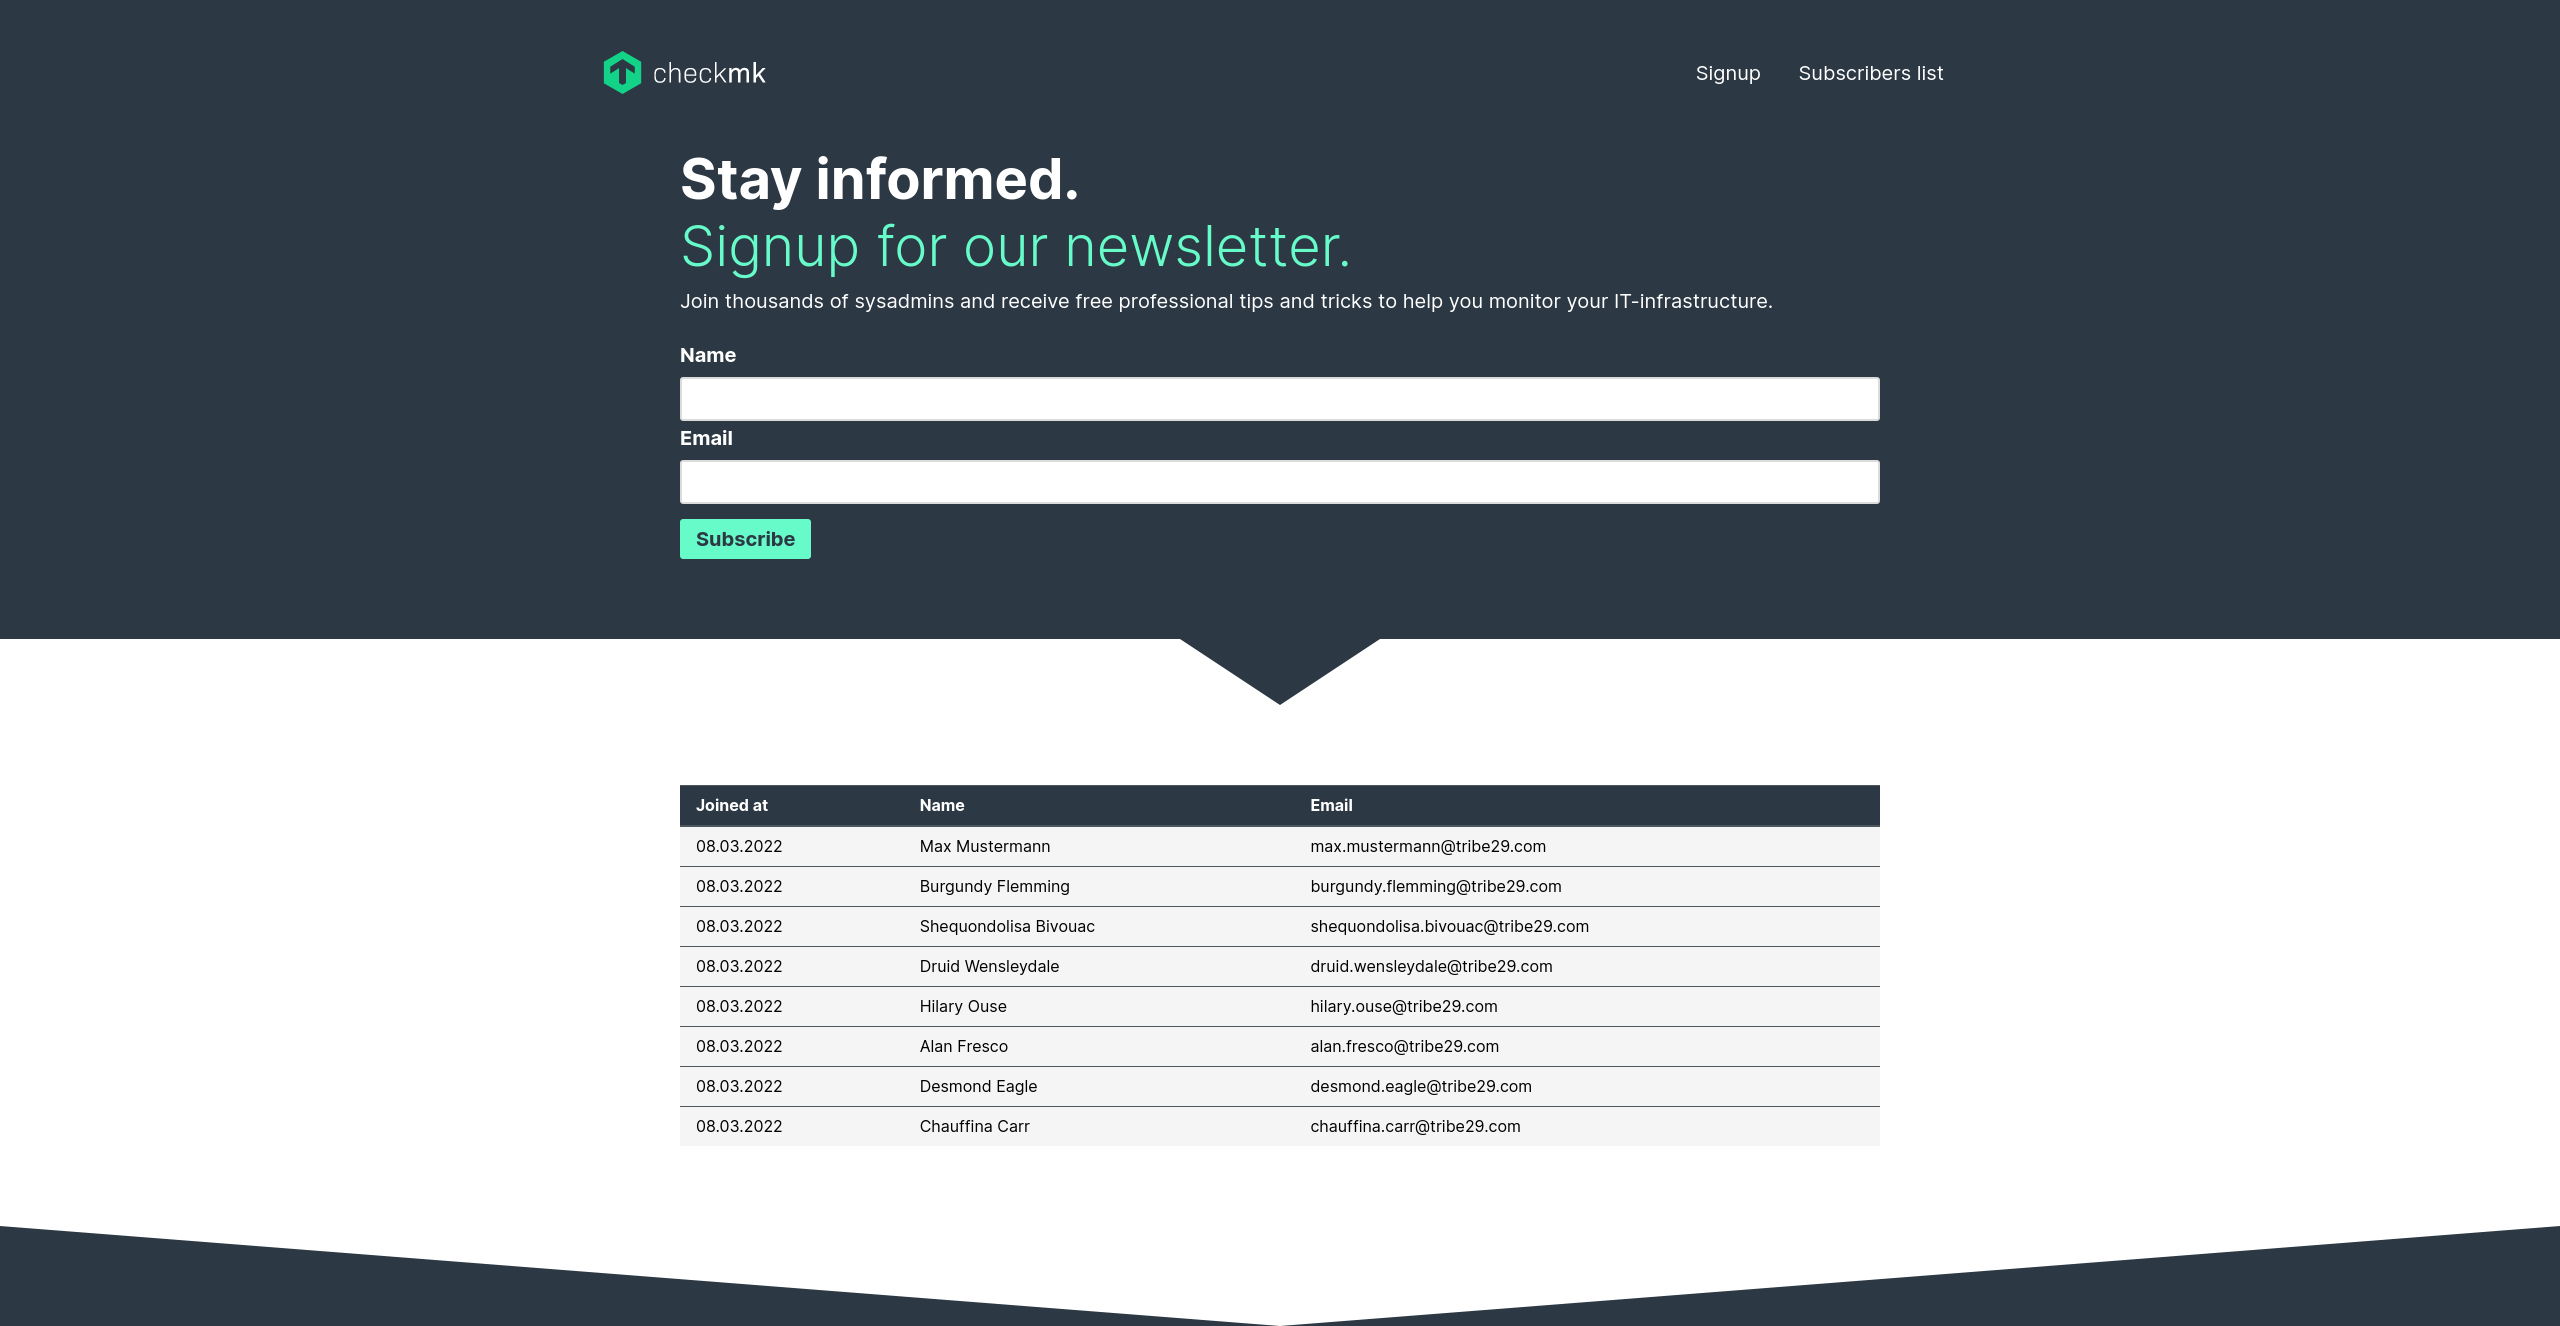 checkmk
Signup Subscribers list
Stay informed.
Signup for our newsletter.
Join thousands of sysadmins and receive free professional tips and tricks to help you monitor your IT-infrastructure.
Name
Email
Subscribe
Joined at Name Email
08.03.2022 Max Mustermann max.mustermann@tribe29.com
08.03.2022 Burgundy Flemming burgundy.flemming@tribe29.com
08.03.2022 Shequondolisa Bivouac shequondolisa.bivouac@tribe29.com
08.03.2022 Druid Wensleydale druid.wensleydale@tribe29.com
08.03.2022 Hilary Ouse hilary.ouse@tribe29.com
08.03.2022 Alan Fresco alan.fresco@tribe29.com
08.03.2022 Desmond Eagle desmond.eagle@tribe29.com
08.03.2022 Chauffina Carr chauffina.carr@tribe29.com